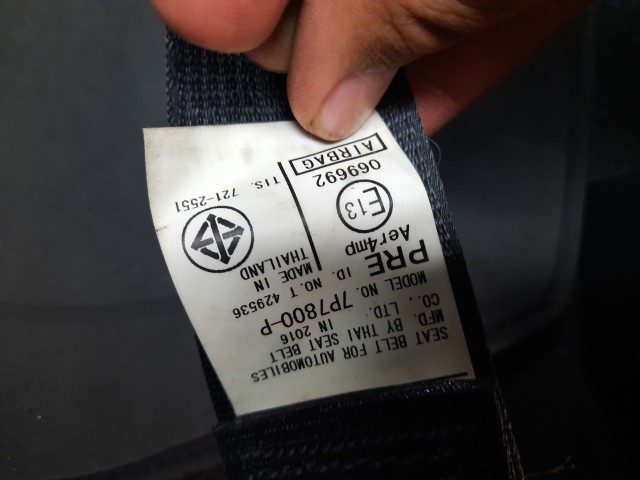 SEAT BELT FOR AUTOMOBILES
MFD. BY THAI SEAT BELT
CO., LTD. IN 2016
MODEL NO. 7P7800-P
PRE ID. NO. T 429536
Aer4mp
MADE IN
THAILAND
E13
069692
AIRBAG
TIS. 721-2551